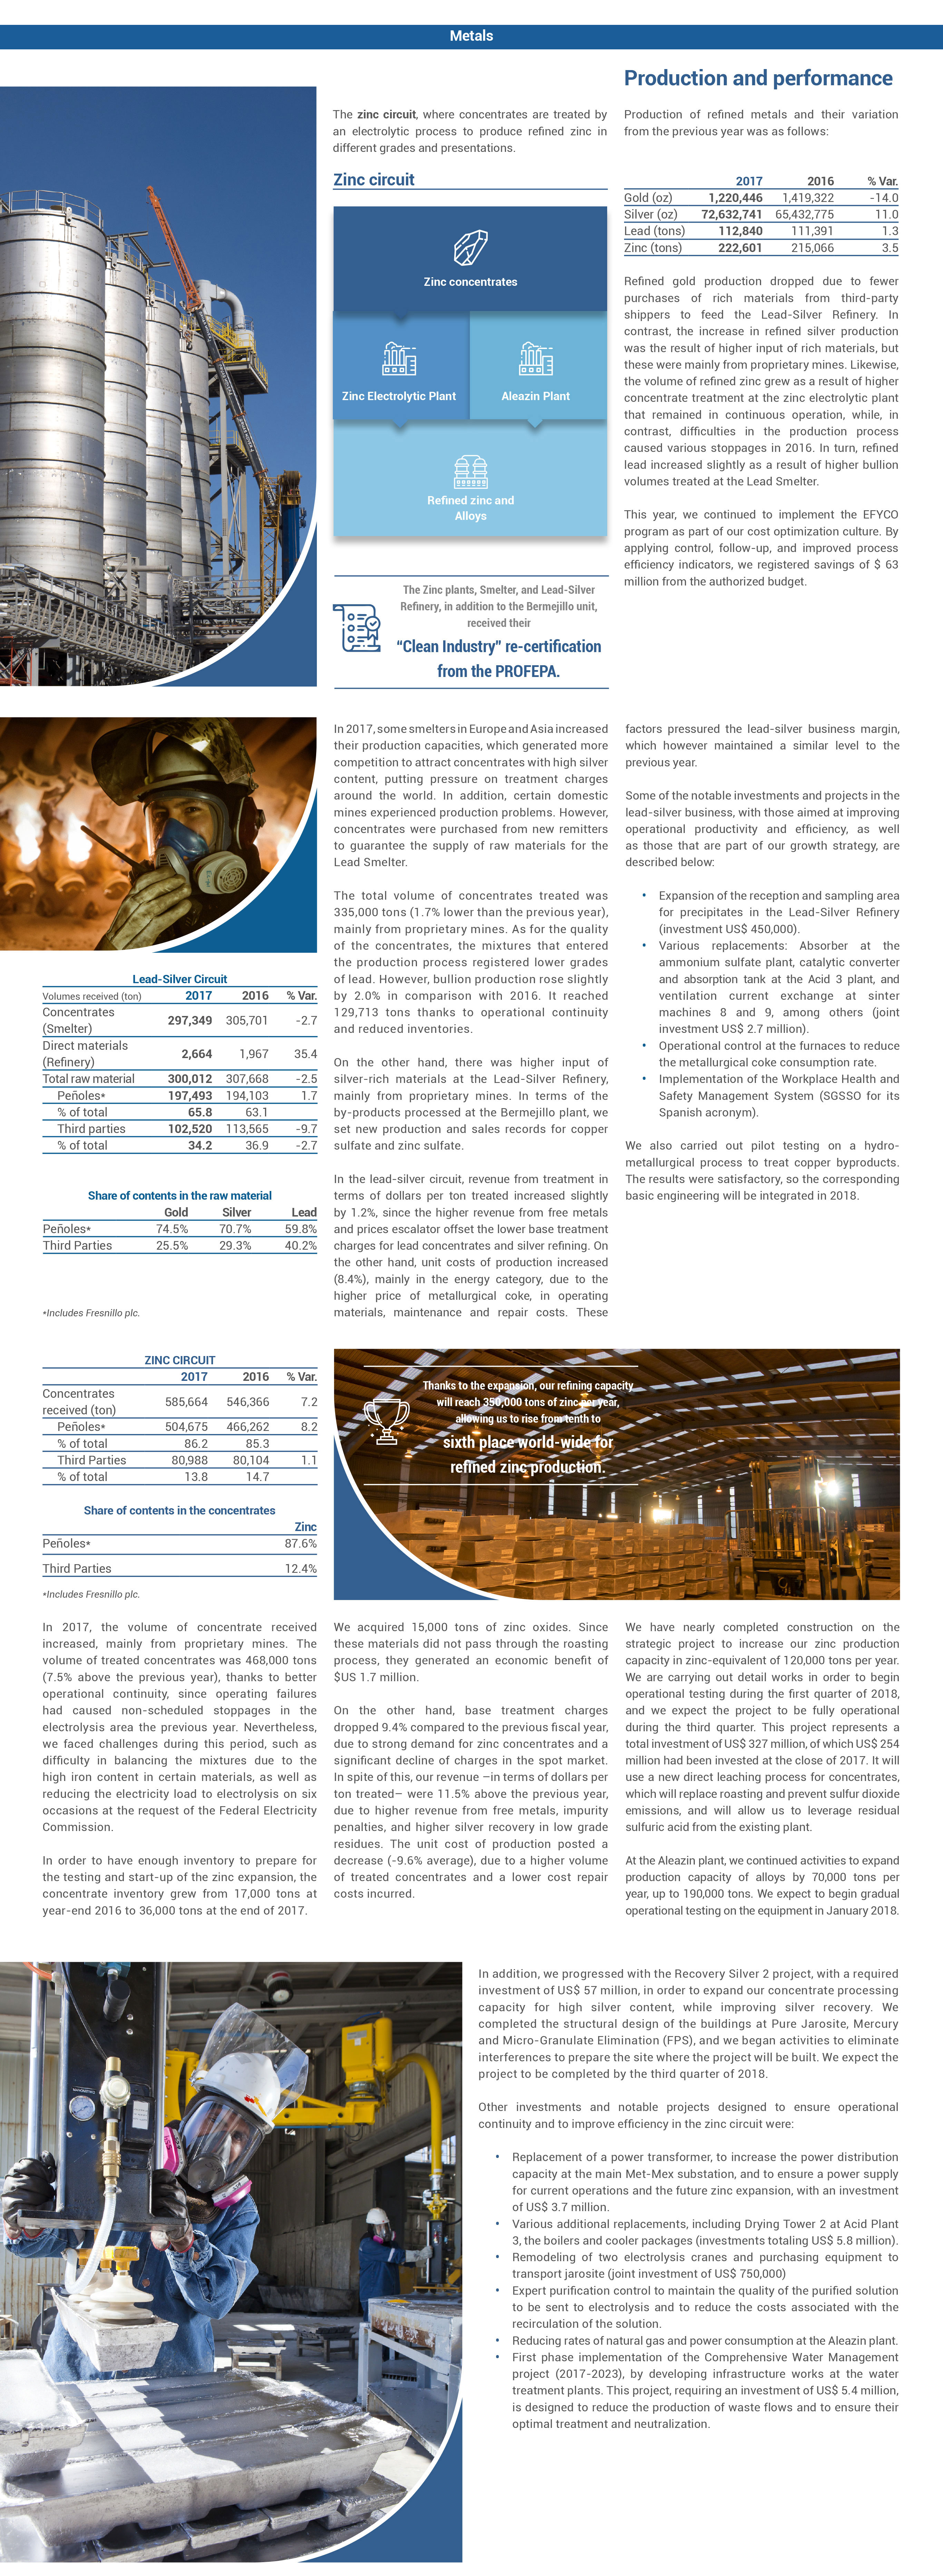 Metals
The zinc circuit, where concentrates are treated by
an electrolytic process to produce refined zinc in
different grades and presentations.
Zinc circuit
Zinc concentrates
Zinc Electrolytic Plant
Aleazin Plant
Refined zinc and
Alloys
The Zinc plants, Smelter, and Lead-Silver
Refinery, in addition to the Bermejillo unit,
received their
“Clean Industry” re-certification
from the PROFEPA.
Production and performance
Production of refined metals and their variation
from the previous year was as follows:
2017 2016 % Var.
Gold (oz) 1,220,446 1,419,322 -14.0
Silver (oz) 72,632,741 65,432,775 11.0
Lead (tons) 112,840 111,391 1.3
Zinc (tons) 222,601 215,066 3.5
Refined gold production dropped due to fewer
purchases of rich materials from third-party
shippers to feed the Lead-Silver Refinery. In
contrast, the increase in refined silver production
was the result of higher input of rich materials, but
these were mainly from proprietary mines. Likewise,
the volume of refined zinc grew as a result of higher
concentrate treatment at the zinc electrolytic plant
that remained in continuous operation, while, in
contrast, difficulties in the production process
caused various stoppages in 2016. In turn, refined
lead increased slightly as a result of higher bullion
volumes treated at the Lead Smelter.
This year, we continued to implement the EFYCO
program as part of our cost optimization culture. By
applying control, follow-up, and improved process
efficiency indicators, we registered savings of $ 63
million from the authorized budget.
Lead-Silver Circuit
Volumes received (ton) 2017 2016 % Var.
Concentrates
(Smelter) 297,349 305,701 -2.7
Direct materials
(Refinery) 2,664 1,967 35.4
Total raw material 300,012 307,668 -2.5
Peñoles* 197,493 194,103 1.7
% of total 65.8 63.1
Third parties 102,520 113,565 -9.7
% of total 34.2 36.9 -2.7
Share of contents in the raw material
Gold Silver Lead
Peñoles* 74.5% 70.7% 59.8%
Third Parties 25.5% 29.3% 40.2%
*Includes Fresnillo plc.
In 2017, some smelters in Europe and Asia increased
their production capacities, which generated more
competition to attract concentrates with high silver
content, putting pressure on treatment charges
around the world. In addition, certain domestic
mines experienced production problems. However,
concentrates were purchased from new remitters
to guarantee the supply of raw materials for the
Lead Smelter.
The total volume of concentrates treated was
335,000 tons (1.7% lower than the previous year),
mainly from proprietary mines. As for the quality
of the concentrates, the mixtures that entered
the production process registered lower grades
of lead. However, bullion production rose slightly
by 2.0% in comparison with 2016. It reached
129,713 tons thanks to operational continuity
and reduced inventories.
On the other hand, there was higher input of
silver-rich materials at the Lead-Silver Refinery,
mainly from proprietary mines. In terms of the
by-products processed at the Bermejillo plant, we
set new production and sales records for copper
sulfate and zinc sulfate.
In the lead-silver circuit, revenue from treatment in
terms of dollars per ton treated increased slightly
by 1.2%, since the higher revenue from free metals
and prices escalator offset the lower base treatment
charges for lead concentrates and silver refining. On
the other hand, unit costs of production increased
(8.4%), mainly in the energy category, due to the
higher price of metallurgical coke, in operating
materials, maintenance and repair costs. These
factors pressured the lead-silver business margin,
which however maintained a similar level to the
previous year.
Some of the notable investments and projects in the
lead-silver business, with those aimed at improving
operational productivity and efficiency, as well
as those that are part of our growth strategy, are
described below:
• Expansion of the reception and sampling area
for precipitates in the Lead-Silver Refinery
(investment US$ 450,000).
• Various replacements: Absorber at the
ammonium sulfate plant, catalytic converter
and absorption tank at the Acid 3 plant, and
ventilation current exchange at sinter
machines 8 and 9, among others (joint
investment US$ 2.7 million).
• Operational control at the furnaces to reduce
the metallurgical coke consumption rate.
• Implementation of the Workplace Health and
Safety Management System (SGSSO for its
Spanish acronym).
We also carried out pilot testing on a hydro-
metallurgical process to treat copper byproducts.
The results were satisfactory, so the corresponding
basic engineering will be integrated in 2018.
ZINC CIRCUIT
2017 2016 % Var.
Concentrates
received (ton) 585,664 546,366 7.2
Peñoles* 504,675 466,262 8.2
% of total 86.2 85.3
Third Parties 80,988 80,104 1.1
% of total 13.8 14.7
Share of contents in the concentrates
Zinc
Peñoles* 87.6%
Third Parties 12.4%
*Includes Fresnillo plc.
Thanks to the expansion, our refining capacity
will reach 350,000 tons of zinc per year,
allowing us to rise from tenth to
sixth place world-wide for
refined zinc production.
In 2017, the volume of concentrate received
increased, mainly from proprietary mines. The
volume of treated concentrates was 468,000 tons
(7.5% above the previous year), thanks to better
operational continuity, since operating failures
had caused non-scheduled stoppages in the
electrolysis area the previous year. Nevertheless,
we faced challenges during this period, such as
difficulty in balancing the mixtures due to the
high iron content in certain materials, as well as
reducing the electricity load to electrolysis on six
occasions at the request of the Federal Electricity
Commission.
In order to have enough inventory to prepare for
the testing and start-up of the zinc expansion, the
concentrate inventory grew from 17,000 tons at
year-end 2016 to 36,000 tons at the end of 2017.
We acquired 15,000 tons of zinc oxides. Since
these materials did not pass through the roasting
process, they generated an economic benefit of
$US 1.7 million.
On the other hand, base treatment charges
dropped 9.4% compared to the previous fiscal year,
due to strong demand for zinc concentrates and a
significant decline of charges in the spot market.
In spite of this, our revenue –in terms of dollars per
ton treated– were 11.5% above the previous year,
due to higher revenue from free metals, impurity
penalties, and higher silver recovery in low grade
residues. The unit cost of production posted a
decrease (-9.6% average), due to a higher volume
of treated concentrates and a lower cost repair
costs incurred.
We have nearly completed construction on the
strategic project to increase our zinc production
capacity in zinc-equivalent of 120,000 tons per year.
We are carrying out detail works in order to begin
operational testing during the first quarter of 2018,
and we expect the project to be fully operational
during the third quarter. This project represents a
total investment of US$ 327 million, of which US$ 254
million had been invested at the close of 2017. It will
use a new direct leaching process for concentrates,
which will replace roasting and prevent sulfur dioxide
emissions, and will allow us to leverage residual
sulfuric acid from the existing plant.
At the Aleazin plant, we continued activities to expand
production capacity of alloys by 70,000 tons per
year, up to 190,000 tons. We expect to begin gradual
operational testing on the equipment in January 2018.
In addition, we progressed with the Recovery Silver 2 project, with a required
investment of US$ 57 million, in order to expand our concentrate processing
capacity for high silver content, while improving silver recovery. We
completed the structural design of the buildings at Pure Jarosite, Mercury
and Micro-Granulate Elimination (FPS), and we began activities to eliminate
interferences to prepare the site where the project will be built. We expect the
project to be completed by the third quarter of 2018.
Other investments and notable projects designed to ensure operational
continuity and to improve efficiency in the zinc circuit were:
• Replacement of a power transformer, to increase the power distribution
capacity at the main Met-Mex substation, and to ensure a power supply
for current operations and the future zinc expansion, with an investment
of US$ 3.7 million.
• Various additional replacements, including Drying Tower 2 at Acid Plant
3, the boilers and cooler packages (investments totaling US$ 5.8 million).
• Remodeling of two electrolysis cranes and purchasing equipment to
transport jarosite (joint investment of US$ 750,000)
• Expert purification control to maintain the quality of the purified solution
to be sent to electrolysis and to reduce the costs associated with the
recirculation of the solution.
• Reducing rates of natural gas and power consumption at the Aleazin plant.
• First phase implementation of the Comprehensive Water Management
project (2017-2023), by developing infrastructure works at the water
treatment plants. This project, requiring an investment of US$ 5.4 million,
is designed to reduce the production of waste flows and to ensure their
optimal treatment and neutralization.